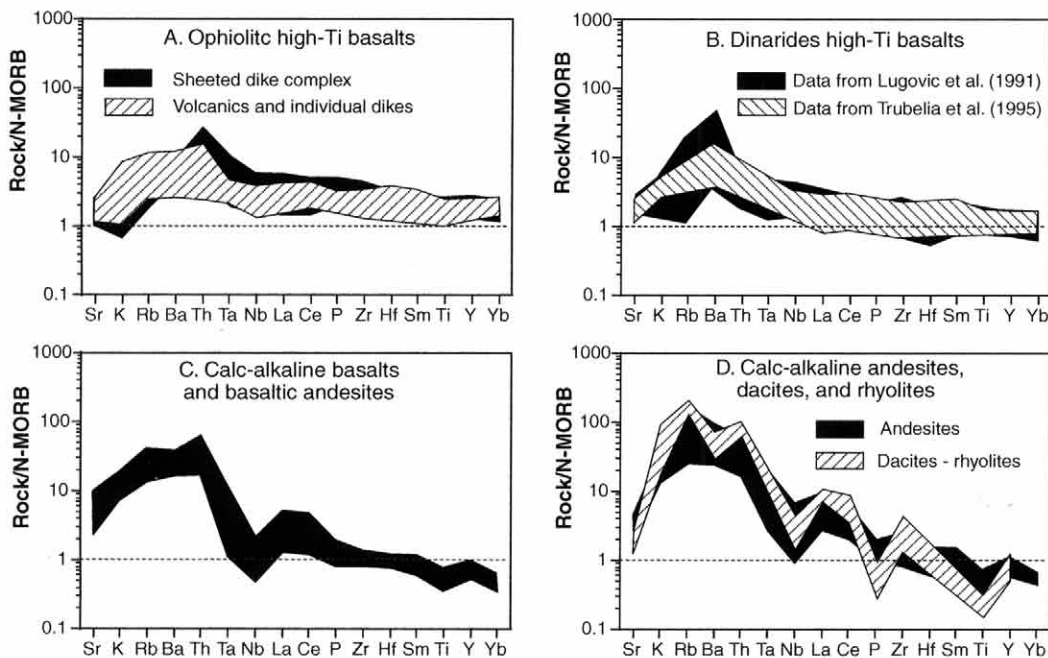 A. Ophiolitc high-Ti basalts
Sheeted dike complex
Volcanics and individual dikes
Rock/N-MORB
1000
100
10
1
0.1
Sr K Rb Ba Th Ta Nb La Ce P Zr Hf Sm Ti Y Yb
B. Dinarides high-Ti basalts
Data from Lugovic et al. (1991)
Data from Trubelia et al. (1995)
Rock/N-MORB
1000
100
10
1
0.1
Sr K Rb Ba Th Ta Nb La Ce P Zr Hf Sm Ti Y Yb
C. Calc-alkaline basalts
and basaltic andesites
Rock/N-MORB
1000
100
10
1
0.1
Sr K Rb Ba Th Ta Nb La Ce P Zr Hf Sm Ti Y Yb
D. Calc-alkaline andesites,
dacites, and rhyolites
Andesites
Dacites - rhyolites
Rock/N-MORB
1000
100
10
1
0.1
Sr K Rb Ba Th Ta Nb La Ce P Zr Hf Sm Ti Y Yb